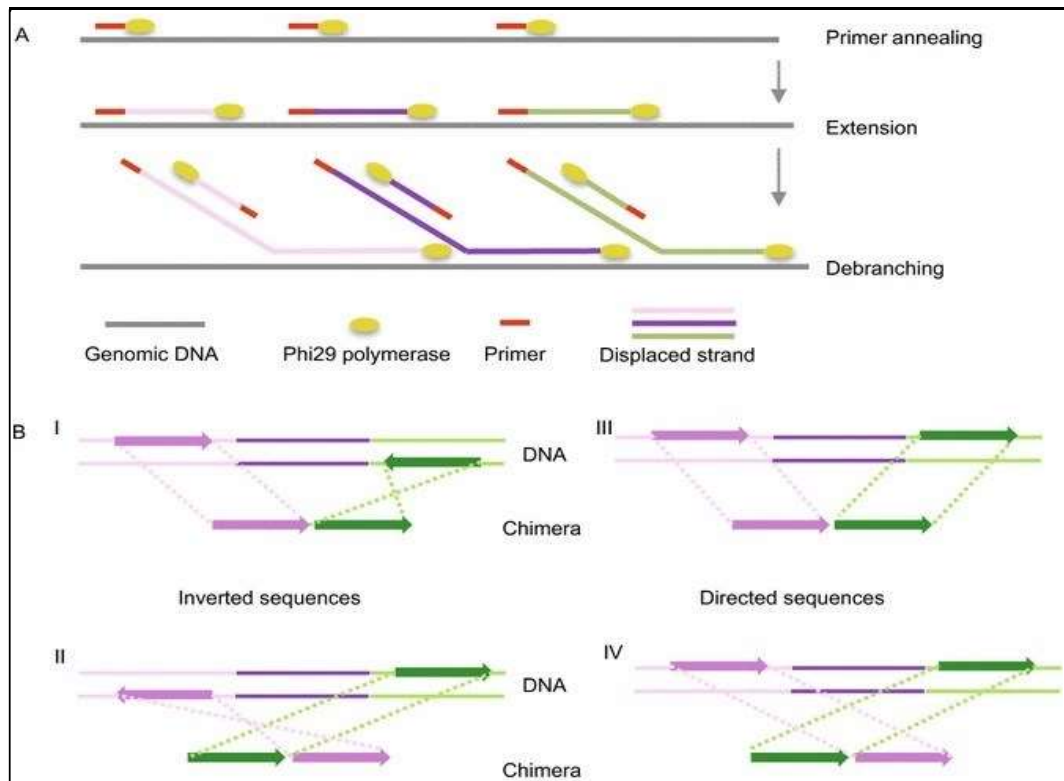 A
Primer annealing
Extension
Debranching
Genomic DNA
Phi29 polymerase
Primer
Displaced strand
B
I
III
DNA
Chimera
Inverted sequences
Directed sequences
II
IV
DNA
Chimera